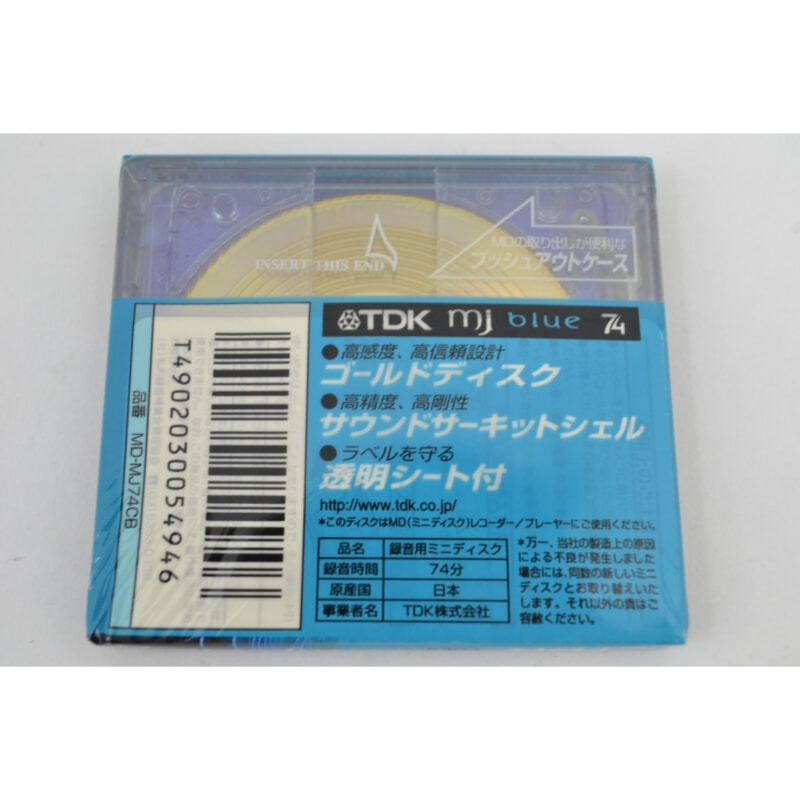 INSERT THIS END
MDの取り出しが便利な
プッシュアウトケース
TDK mj blue 74
●高感度、高信頼設計
ゴールドディスク
●高精度、高剛性
サウンドサーキットシェル
●ラベルを守る
透明シート付
http://www.tdk.co.jp/
*このディスクはMD(ミニディスク)レコーダー/プレーヤーにご使用ください。
品名 録音用ミニディスク
録音時間 74分
原産国 日本
事業者名 TDK株式会社
*万一、当社の製造上の原因
による不良が発生しました
場合には、同数の新しいミニ
ディスクとお取り替えいた
します。それ以外の責はご
容赦ください。
T4902030054946
品番 MD-MJ74CB